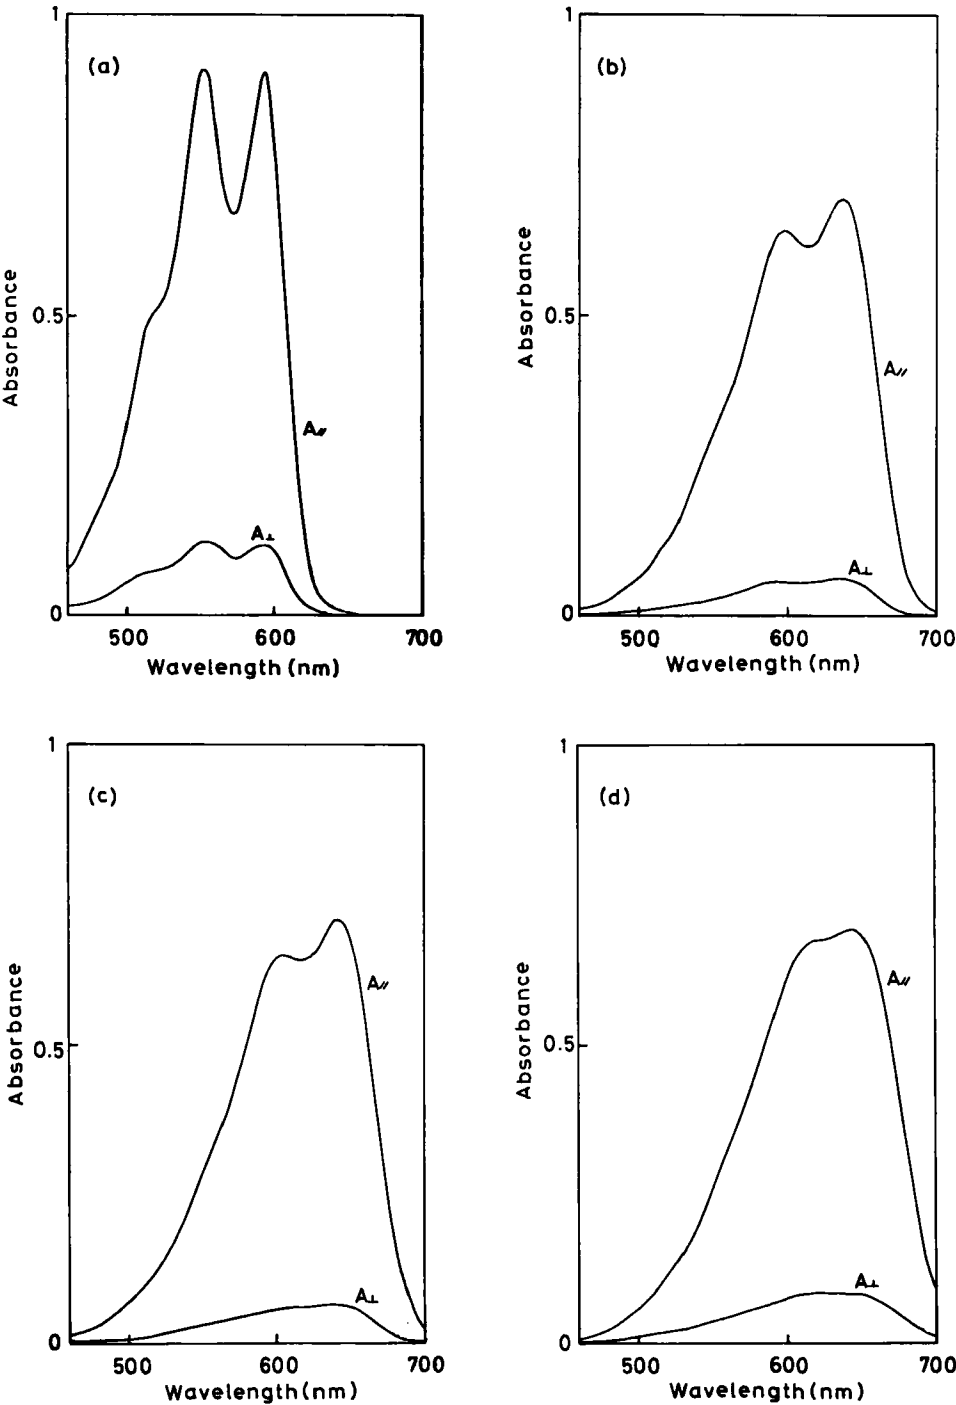 (a)
1
0.5
0
Absorbance
A∥
A⊥
500 600 700
Wavelength (nm)
(b)
1
0.5
0
Absorbance
A∥
A⊥
500 600 700
Wavelength (nm)
(c)
1
0.5
0
Absorbance
A∥
A⊥
500 600 700
Wavelength (nm)
(d)
1
0.5
0
Absorbance
A∥
A⊥
500 600 700
Wavelength (nm)